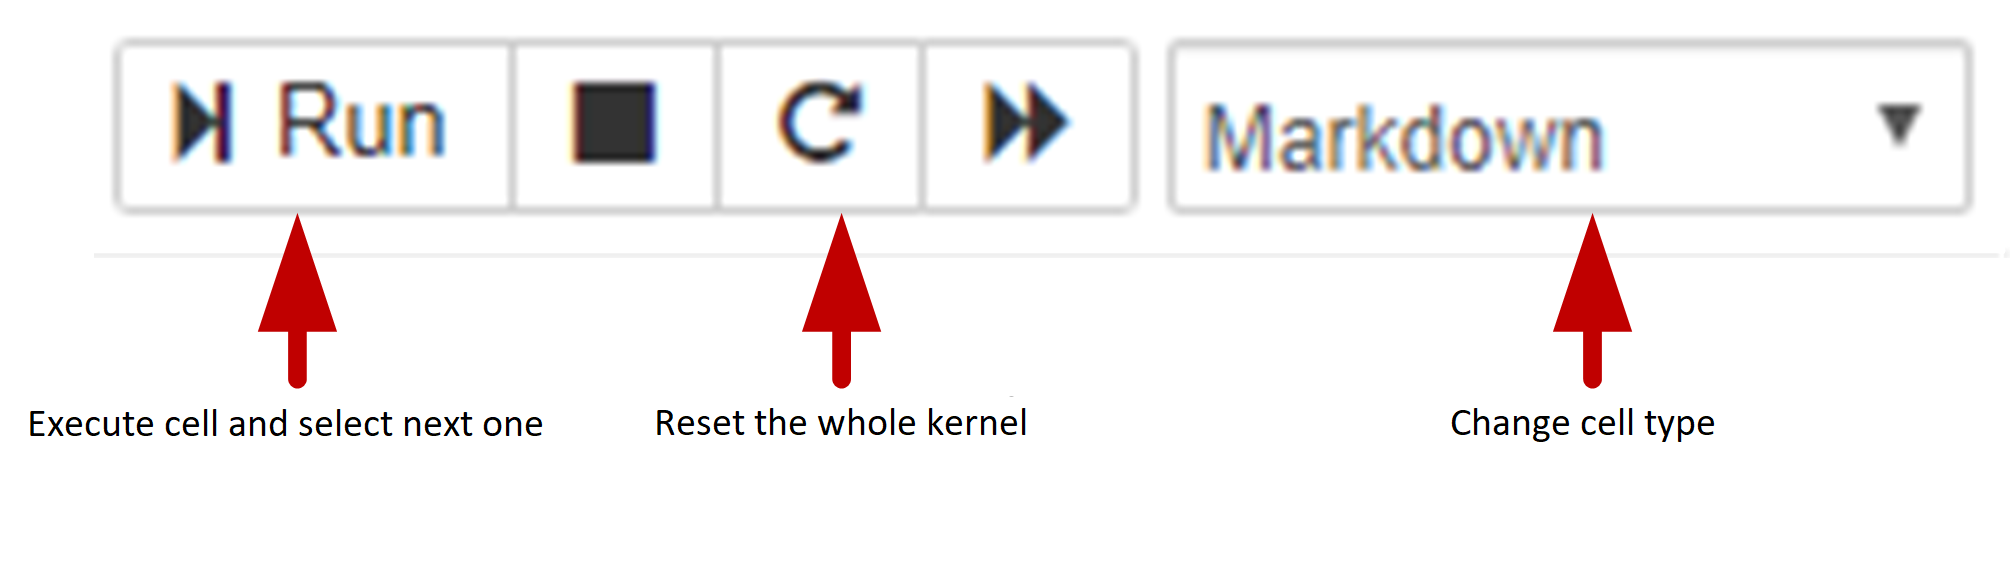 Run
Markdown
Execute cell and select next one
Reset the whole kernel
Change cell type